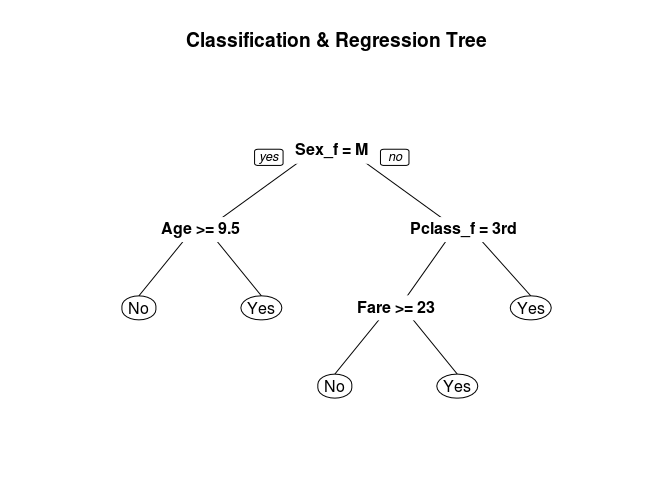 Classification & Regression Tree
yes Sex_f = M no
Age >= 9.5 Pclass_f = 3rd
No Yes Fare >= 23 Yes
No Yes